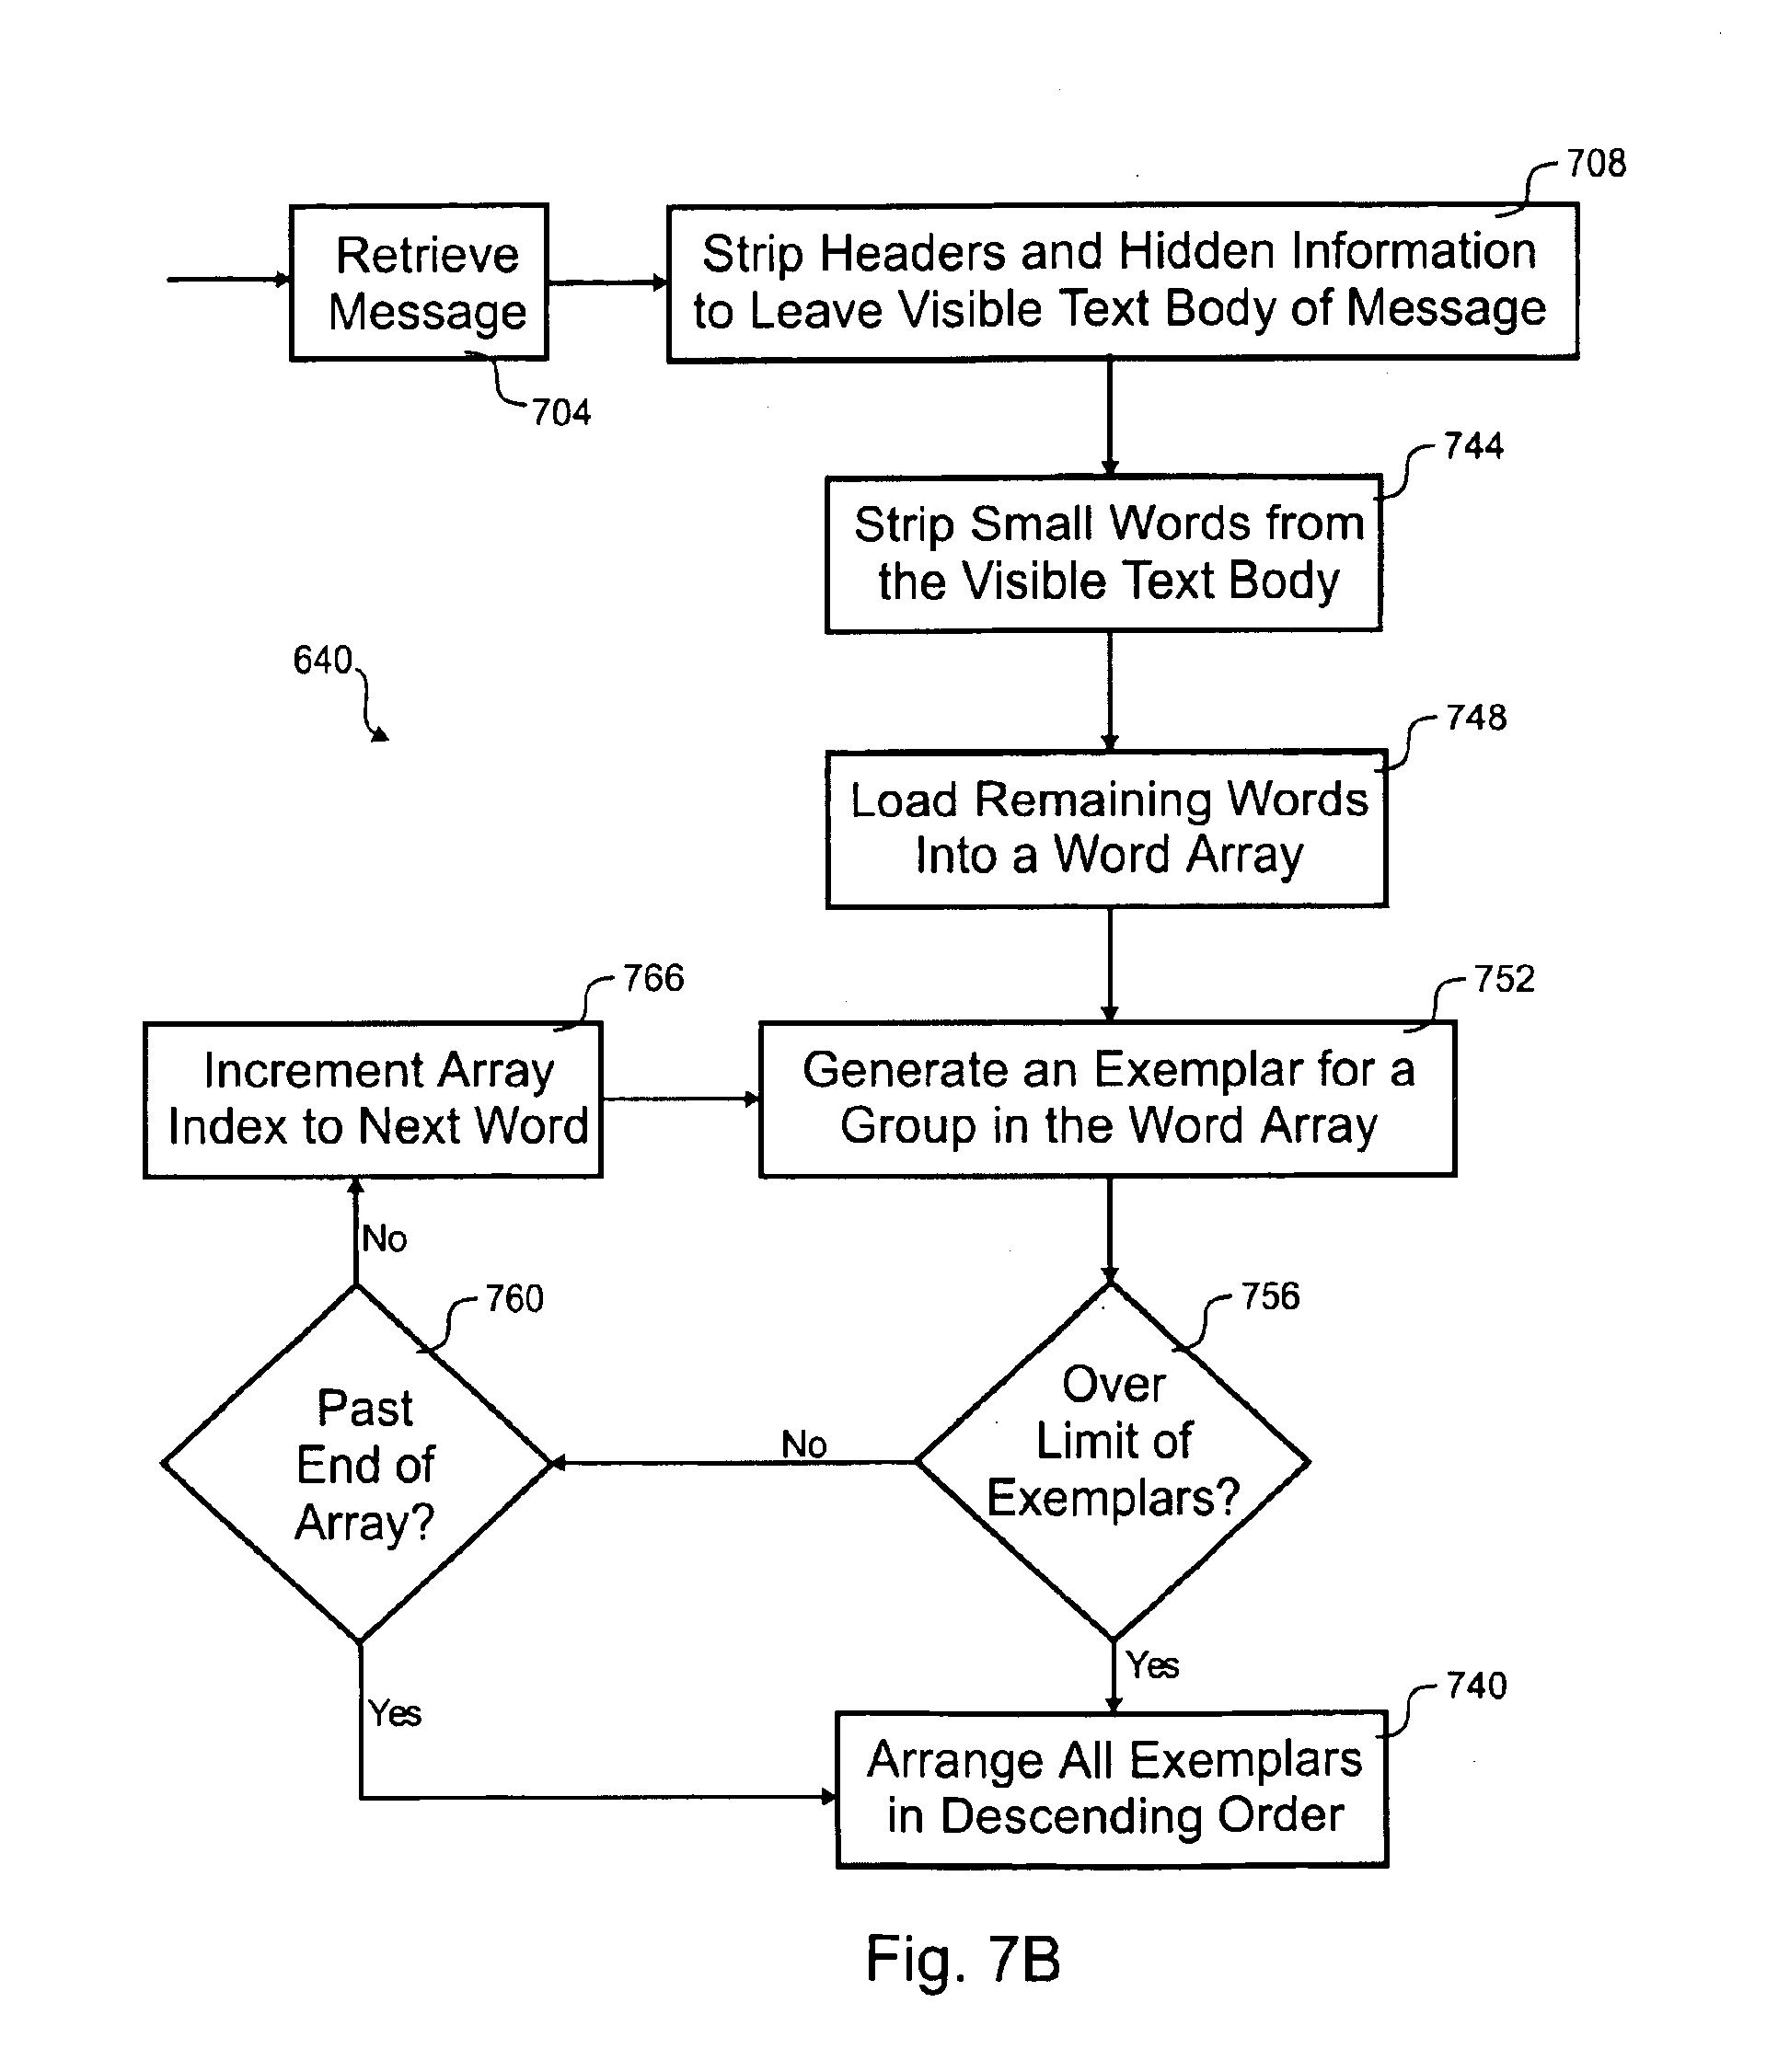 708
Retrieve
Message
704
Strip Headers and Hidden Information
to Leave Visible Text Body of Message
744
Strip Small Words from
the Visible Text Body
640
748
Load Remaining Words
Into a Word Array
766
Increment Array
Index to Next Word
752
Generate an Exemplar for a
Group in the Word Array
No
760
Past
End of
Array?
No
756
Over
Limit of
Exemplars?
Yes
Yes
740
Arrange All Exemplars
in Descending Order
Fig. 7B